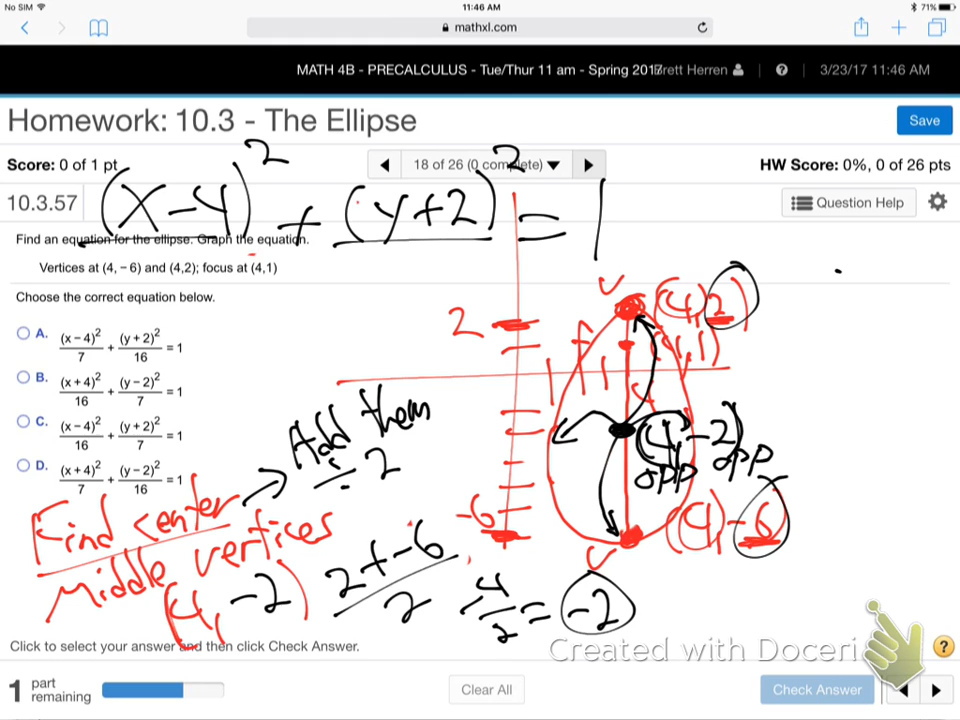 No SIM 11:46 AM 71%
mathxl.com
MATH 4B - PRECALCULUS - Tue/Thur 11 am - Spring 2017 Brett Herren 3/23/17 11:46 AM
Homework: 10.3 - The Ellipse Save
Score: 0 of 1 pt 18 of 26 (0 complete) HW Score: 0%, 0 of 26 pts
10.3.57 Question Help
(x-4)² + (y+2)² = 1
Find an equation for the ellipse. Graph the equation.
Vertices at (4, −6) and (4,2); focus at (4,1)
Choose the correct equation below.
A. (x−4)²/7 + (y+2)²/16 = 1
B. (x+4)²/16 + (y−2)²/7 = 1
C. (x−4)²/16 + (y+2)²/7 = 1
D. (x+4)²/7 + (y−2)²/16 = 1
V (4,2)
2
f (4,1)
4
(4,-2)
opp opp
x
-6 (4,-6)
V
Add them
÷2
Find center
Middle vertices
(4,-2) 2+-6/2 -4/2 = -2
Click to select your answer and then click Check Answer.
Created with Doceri
?
1 part remaining Clear All Check Answer